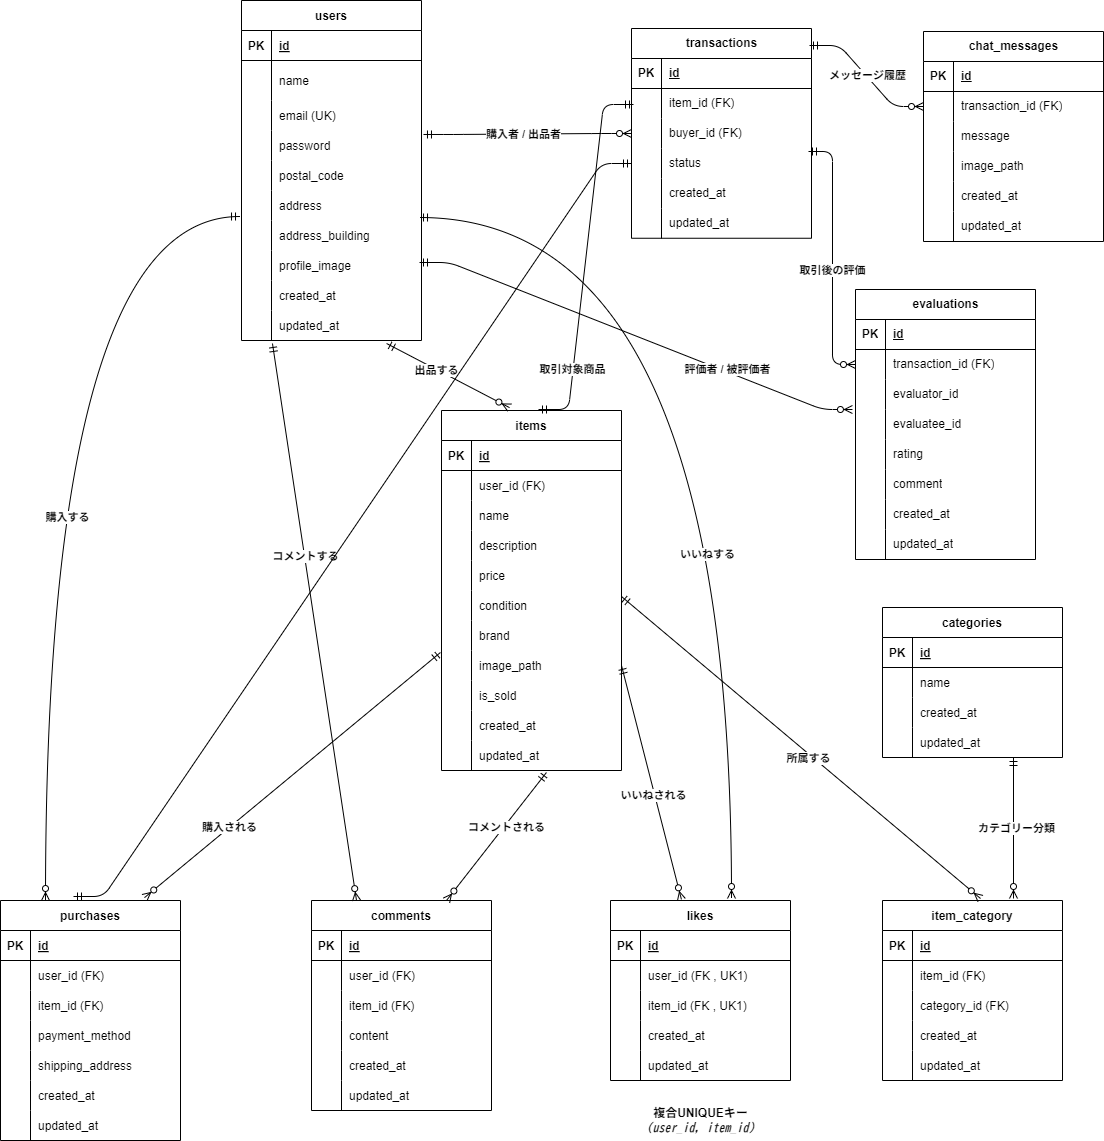 users
PK id
name
email (UK)
password
postal_code
address
address_building
profile_image
created_at
updated_at
transactions
PK id
item_id (FK)
buyer_id (FK)
status
created_at
updated_at
chat_messages
PK id
transaction_id (FK)
message
image_path
created_at
updated_at
メッセージ履歴
購入者 / 出品者
取引後の評価
evaluations
PK id
transaction_id (FK)
evaluator_id
evaluatee_id
rating
comment
created_at
updated_at
出品する
取引対象商品
評価者 / 被評価者
items
PK id
user_id (FK)
name
description
price
condition
brand
image_path
is_sold
created_at
updated_at
購入する
コメントする
いいねする
categories
PK id
name
created_at
updated_at
所属する
いいねされる
購入される
コメントされる
カテゴリー分類
purchases
PK id
user_id (FK)
item_id (FK)
payment_method
shipping_address
created_at
updated_at
comments
PK id
user_id (FK)
item_id (FK)
content
created_at
updated_at
likes
PK id
user_id (FK , UK1)
item_id (FK , UK1)
created_at
updated_at
item_category
PK id
item_id (FK)
category_id (FK)
created_at
updated_at
複合UNIQUEキー
(user_id, item_id)